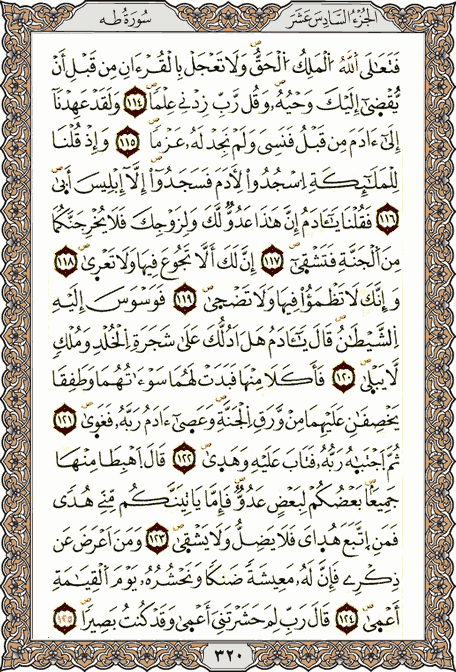 الجزء السادس عشر
سورة طه
فَتَعَٰلَى ٱللَّهُ ٱلْمَلِكُ ٱلْحَقُّ ۗ وَلَا تَعْجَلْ بِٱلْقُرْءَانِ مِن قَبْلِ أَن
يُقْضَىٰٓ إِلَيْكَ وَحْيُهُۥ ۖ وَقُل رَّبِّ زِدْنِى عِلْمًا ١١٤ وَلَقَدْ عَهِدْنَآ
إِلَىٰٓ ءَادَمَ مِن قَبْلُ فَنَسِىَ وَلَمْ نَجِدْ لَهُۥ عَزْمًا ١١٥ وَإِذْ قُلْنَا
لِلْمَلَٰٓئِكَةِ ٱسْجُدُوا۟ لِءَادَمَ فَسَجَدُوٓا۟ إِلَّآ إِبْلِيسَ أَبَىٰ
١١٦ فَقُلْنَا يَٰٓـَٔادَمُ إِنَّ هَٰذَا عَدُوٌّ لَّكَ وَلِزَوْجِكَ فَلَا يُخْرِجَنَّكُمَا
مِنَ ٱلْجَنَّةِ فَتَشْقَىٰٓ ١١٧ إِنَّ لَكَ أَلَّا تَجُوعَ فِيهَا وَلَا تَعْرَىٰ ١١٨
وَإِنَّكَ لَا تَظْمَؤُا۟ فِيهَا وَلَا تَضْحَىٰ ١١٩ فَوَسْوَسَ إِلَيْهِ
ٱلشَّيْطَٰنُ قَالَ يَٰٓـَٔادَمُ هَلْ أَدُلُّكَ عَلَىٰ شَجَرَةِ ٱلْخُلْدِ وَمُلْكٍ
لَّا يَبْلَىٰ ١٢٠ فَأَكَلَا مِنْهَا فَبَدَتْ لَهُمَا سَوْءَٰتُهُمَا وَطَفِقَا
يَخْصِفَانِ عَلَيْهِمَا مِن وَرَقِ ٱلْجَنَّةِ ۚ وَعَصَىٰٓ ءَادَمُ رَبَّهُۥ فَغَوَىٰ ١٢١
ثُمَّ ٱجْتَبَٰهُ رَبُّهُۥ فَتَابَ عَلَيْهِ وَهَدَىٰ ١٢٢ قَالَ ٱهْبِطَا مِنْهَا
جَمِيعًۢا ۖ بَعْضُكُمْ لِبَعْضٍ عَدُوٌّ ۖ فَإِمَّا يَأْتِيَنَّكُم مِّنِّى هُدًى
فَمَنِ ٱتَّبَعَ هُدَاىَ فَلَا يَضِلُّ وَلَا يَشْقَىٰ ١٢٣ وَمَنْ أَعْرَضَ عَن
ذِكْرِى فَإِنَّ لَهُۥ مَعِيشَةً ضَنكًا وَنَحْشُرُهُۥ يَوْمَ ٱلْقِيَٰمَةِ
أَعْمَىٰ ١٢٤ قَالَ رَبِّ لِمَ حَشَرْتَنِىٓ أَعْمَىٰ وَقَدْ كُنتُ بَصِيرًا ١٢٥
٣٢٠